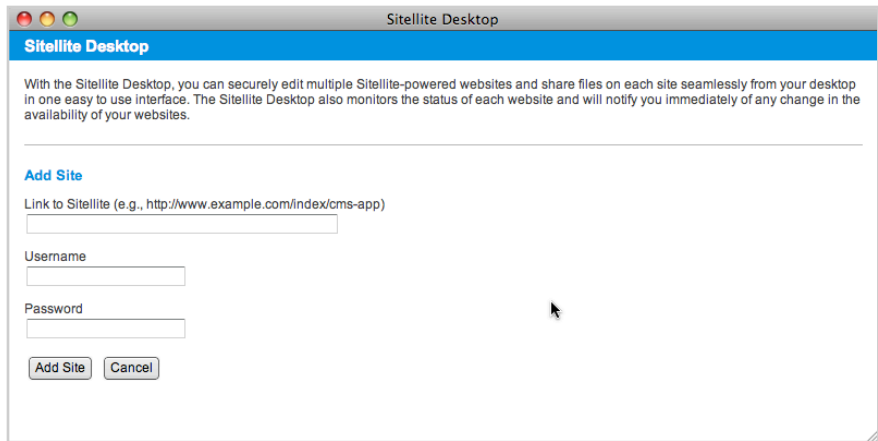 Sitellite Desktop
Sitellite Desktop
With the Sitellite Desktop, you can securely edit multiple Sitellite-powered websites and share files on each site seamlessly from your desktop
in one easy to use interface. The Sitellite Desktop also monitors the status of each website and will notify you immediately of any change in the
availability of your websites.
Add Site
Link to Sitellite (e.g., http://www.example.com/index/cms-app)
Username
Password
Add Site Cancel